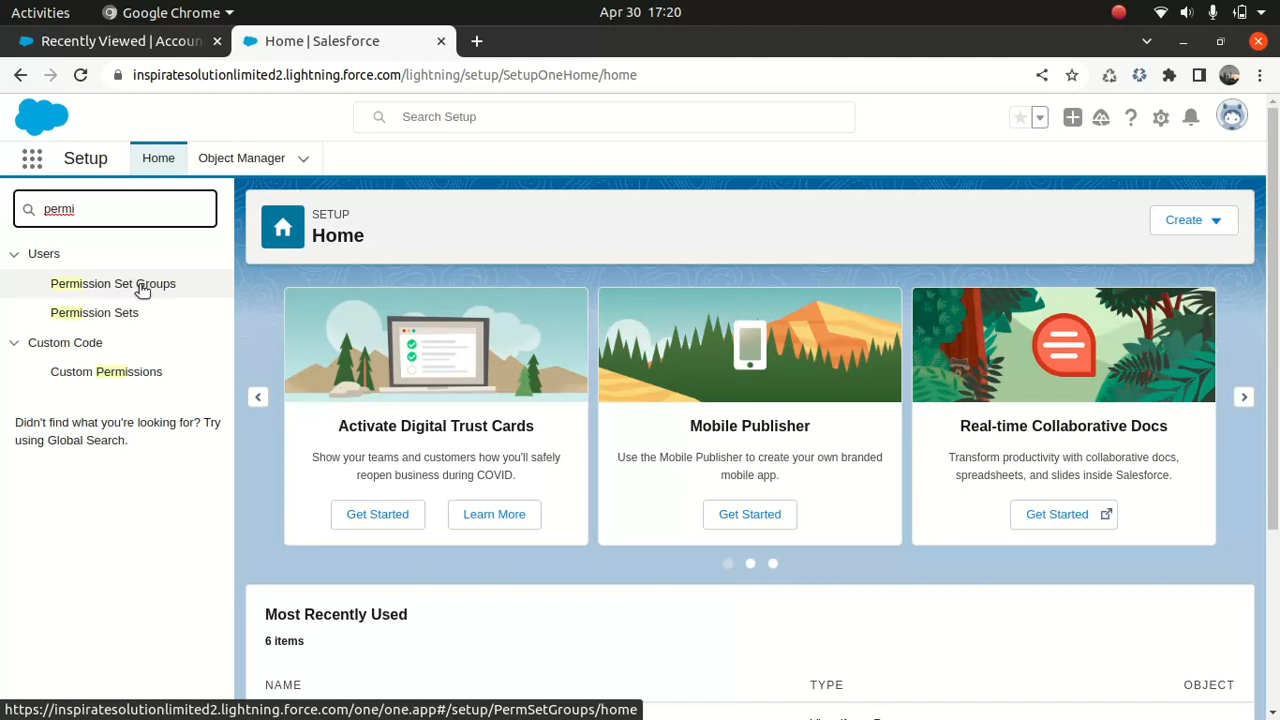 Activities
Google Chrome
Apr 30 17:20
Recently Viewed | Accoun
Home | Salesforce
inspiratesolutionlimited2.lightning.force.com/lightning/setup/SetupOneHome/home
Search Setup
Setup
Home
Object Manager
permi
Users
Permission Set Groups
Permission Sets
Custom Code
Custom Permissions
Didn't find what you're looking for? Try
using Global Search.
SETUP
Home
Create
Activate Digital Trust Cards
Show your teams and customers how you'll safely
reopen business during COVID.
Get Started
Learn More
Mobile Publisher
Use the Mobile Publisher to create your own branded
mobile app.
Get Started
Real-time Collaborative Docs
Transform productivity with collaborative docs,
spreadsheets, and slides inside Salesforce.
Get Started
Most Recently Used
6 items
NAME
TYPE
OBJECT
https://inspiratesolutionlimited2.lightning.force.com/one/one.app#/setup/PermSetGroups/home